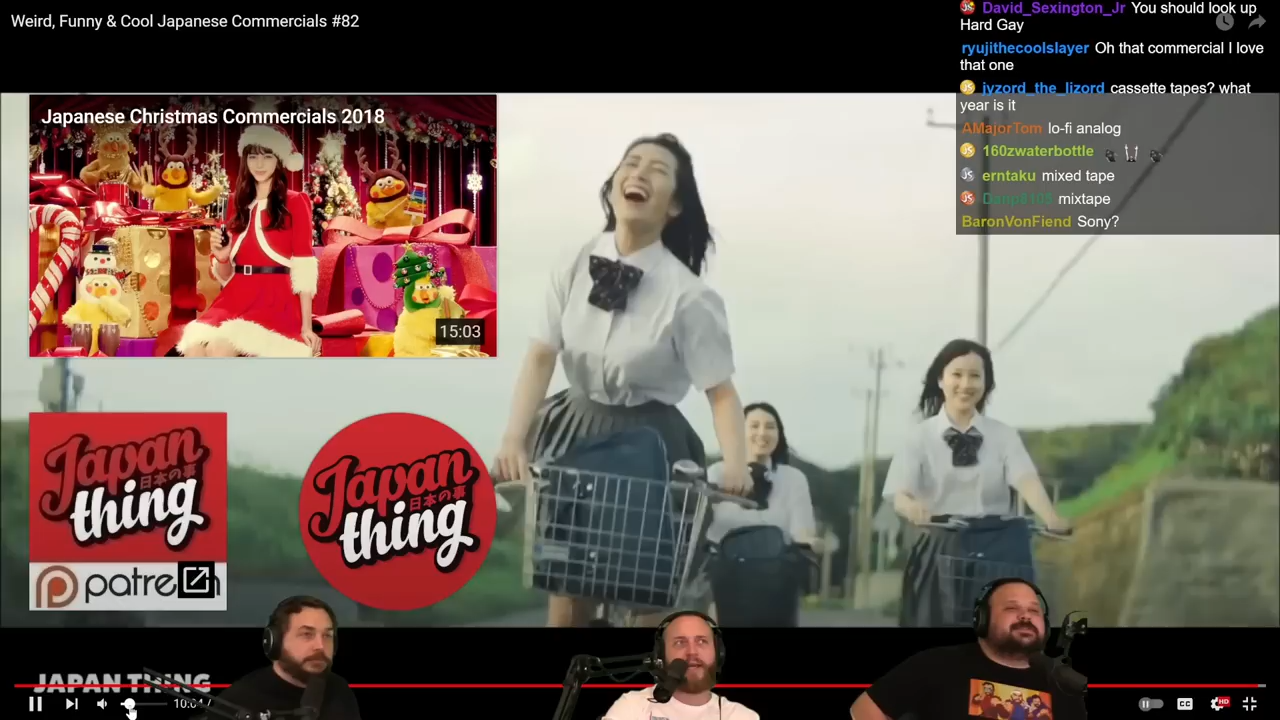 Weird, Funny & Cool Japanese Commercials #82
David_Sexington_Jr You should look up
Hard Gay
ryujithecoolslayer Oh that commercial I love
that one
jyzord_the_lizord cassette tapes? what
year is it
AMajorTom lo-fi analog
160zwaterbottle
erntaku mixed tape
mixtape
BaronVonFiend Sony?
Japanese Christmas Commercials 2018
15:03
Japan
日本の事
thing
Japan
日本の事
thing
JAPAN THING
HD